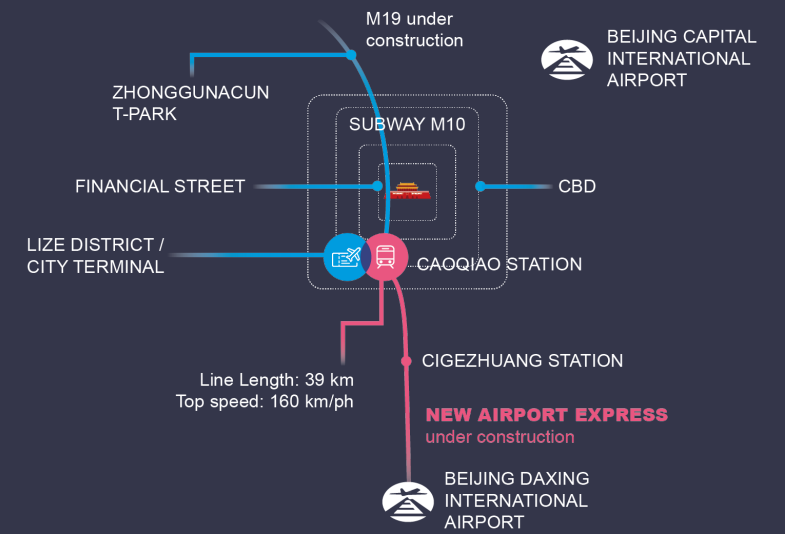 M19 under
construction
BEIJING CAPITAL
INTERNATIONAL
AIRPORT
ZHONGGUNACUN
T-PARK
SUBWAY M10
FINANCIAL STREET
CBD
LIZE DISTRICT /
CITY TERMINAL
CAOQIAO STATION
CIGEZHUANG STATION
Line Length: 39 km
Top speed: 160 km/ph
NEW AIRPORT EXPRESS
under construction
BEIJING DAXING
INTERNATIONAL
AIRPORT